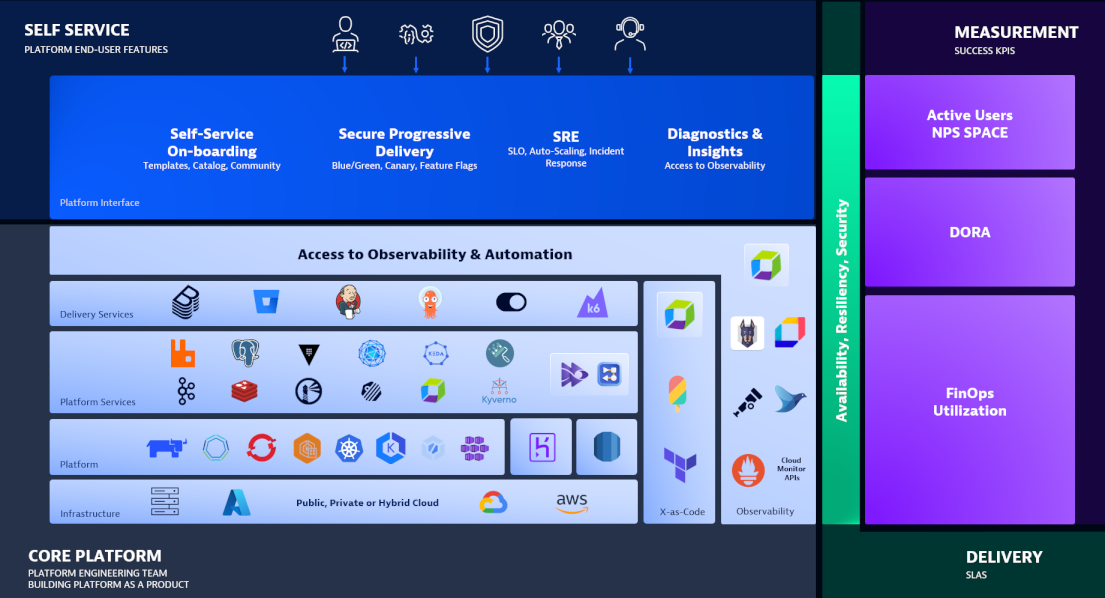 SELF SERVICE
PLATFORM END-USER FEATURES
Self-Service
On-boarding
Templates, Catalog, Community
Secure Progressive
Delivery
Blue/Green, Canary, Feature Flags
SRE
SLO, Auto-Scaling, Incident
Response
Diagnostics &
Insights
Access to Observability
Platform Interface
Access to Observability & Automation
Delivery Services
k6
Platform Services
KEDA
Kyverno
Platform
K
Infrastructure
Public, Private or Hybrid Cloud
aws
X-as-Code
Cloud
Monitor
APIs
Observability
CORE PLATFORM
PLATFORM ENGINEERING TEAM
BUILDING PLATFORM AS A PRODUCT
Availability, Resiliency, Security
MEASUREMENT
SUCCESS KPIS
Active Users
NPS SPACE
DORA
FinOps
Utilization
DELIVERY
SLAS